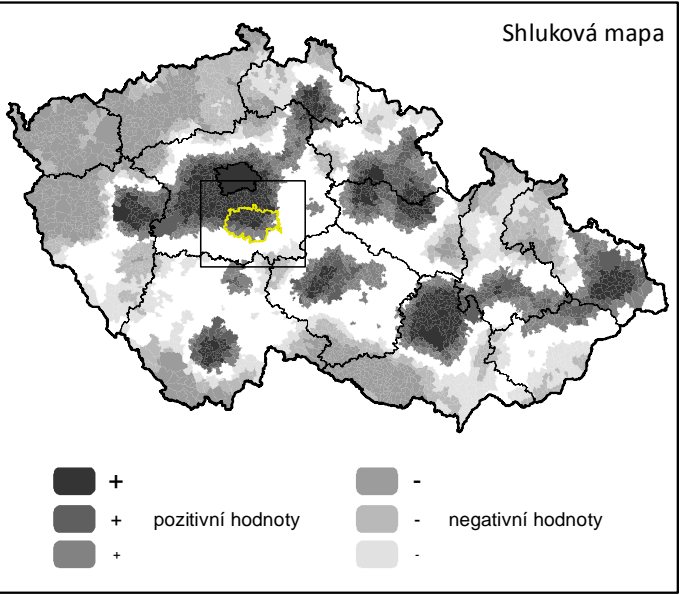 Shluková mapa
+ -
+ pozitivní hodnoty - negativní hodnoty
+ -